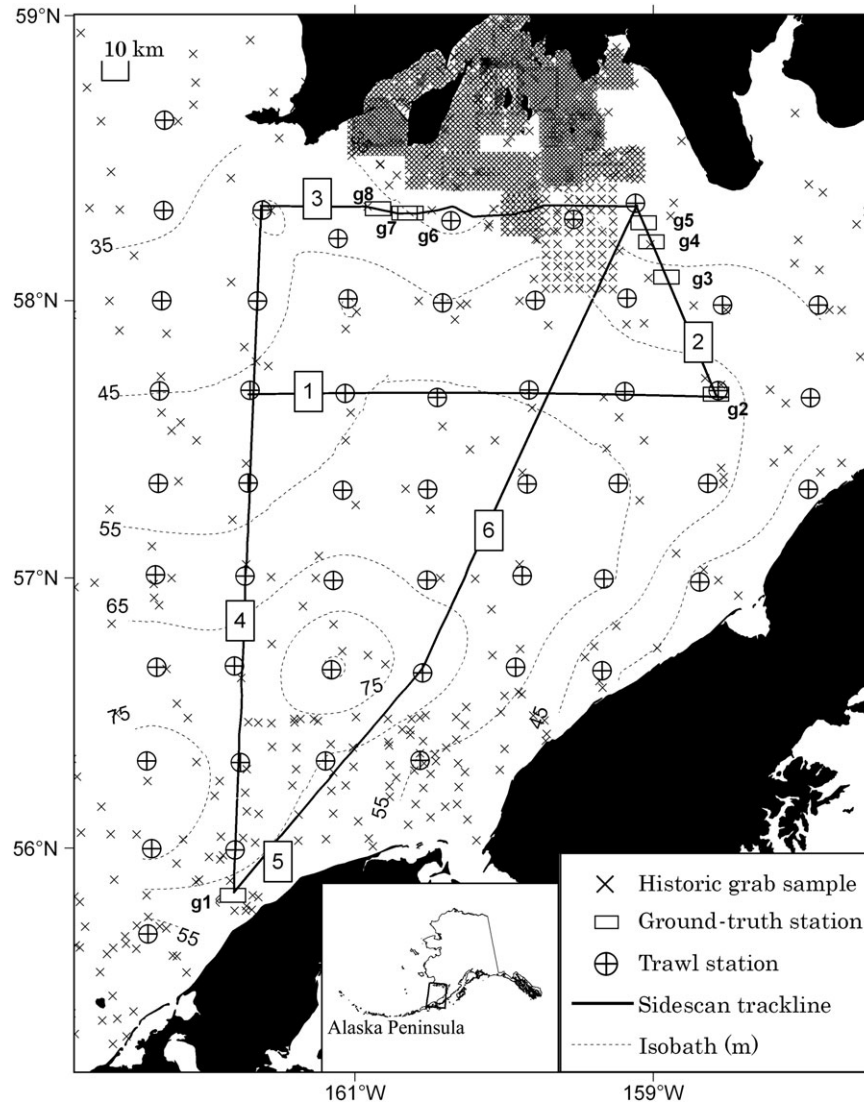 59°N
10 km
3
g8
g7
g6
g5
g4
g3
35
58°N
2
45
1
g2
55
6
57°N
65
4
75
75
45
55
56°N
5
g1
55
Historic grab sample
Ground-truth station
Trawl station
Sidescan trackline
Isobath (m)
Alaska Peninsula
161°W
159°W